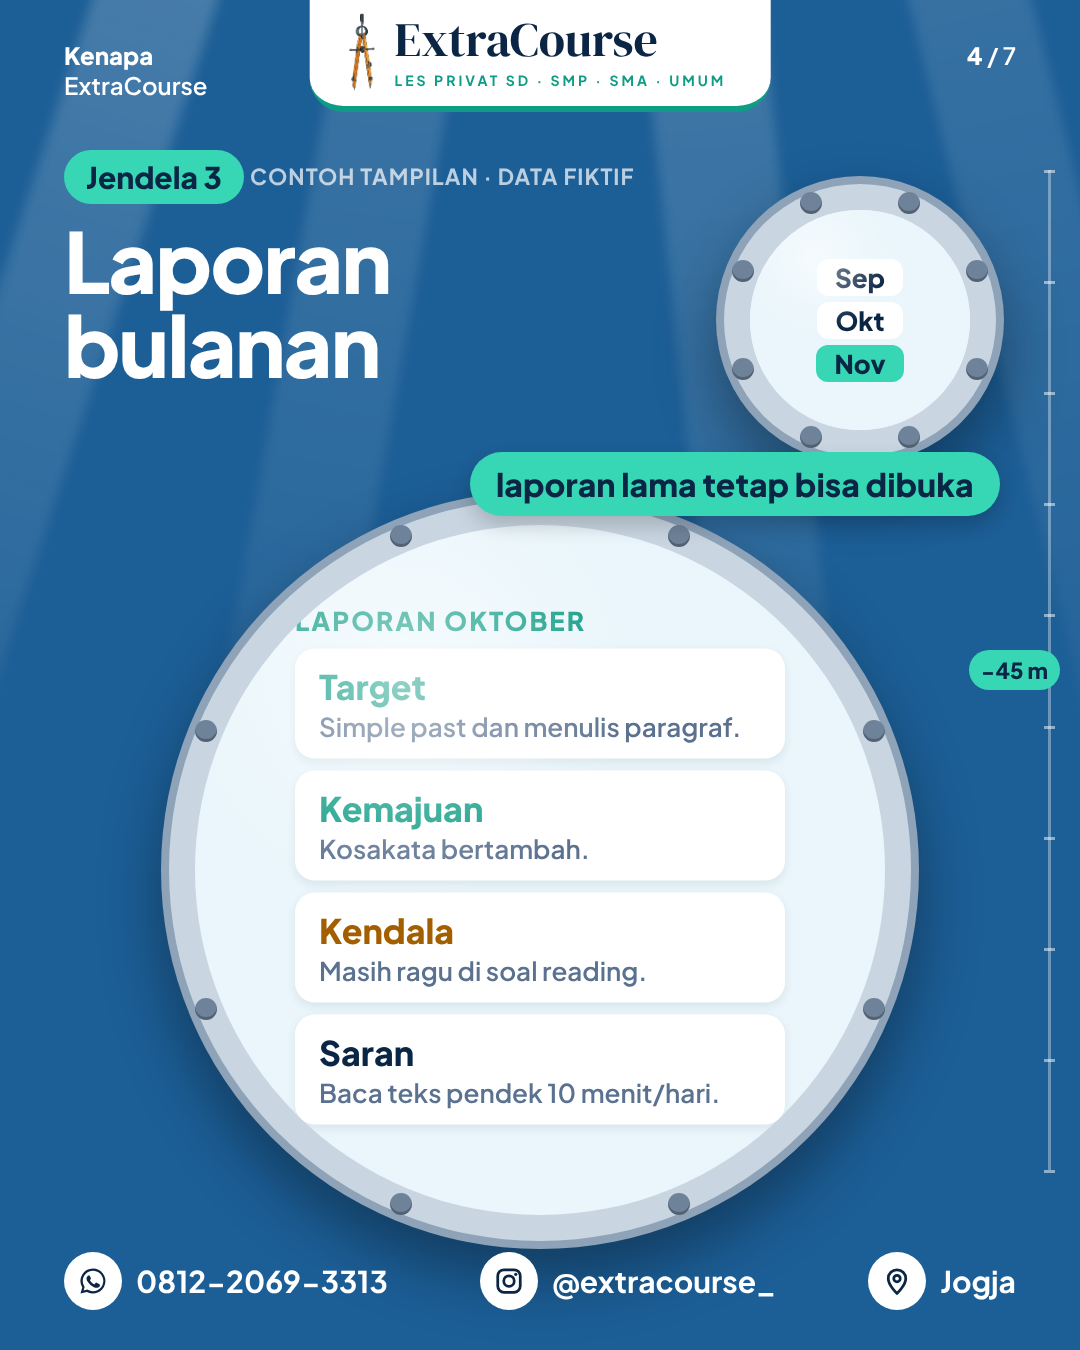 Kenapa
ExtraCourse
ExtraCourse
LES PRIVAT SD · SMP · SMA · UMUM
4 / 7
Jendela 3
CONTOH TAMPILAN · DATA FIKTIF
Laporan
bulanan
Sep
Okt
Nov
laporan lama tetap bisa dibuka
LAPORAN OKTOBER
Target
Simple past dan menulis paragraf.
Kemajuan
Kosakata bertambah.
Kendala
Masih ragu di soal reading.
Saran
Baca teks pendek 10 menit/hari.
-45 m
0812-2069-3313
@extracourse_
Jogja